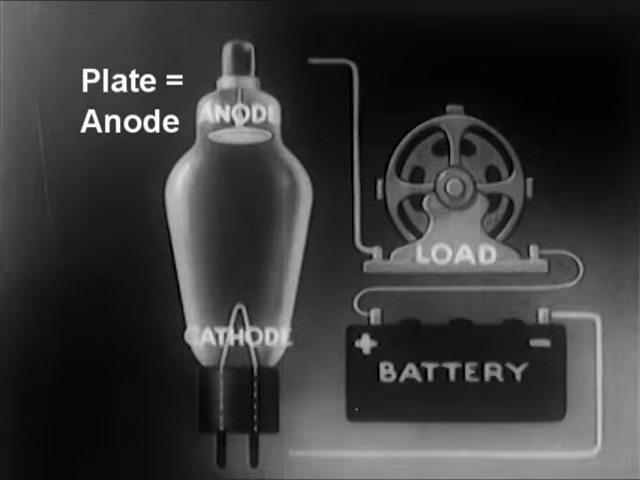 Plate =
Anode
ANODE
LOAD
CATHODE
+ -
BATTERY